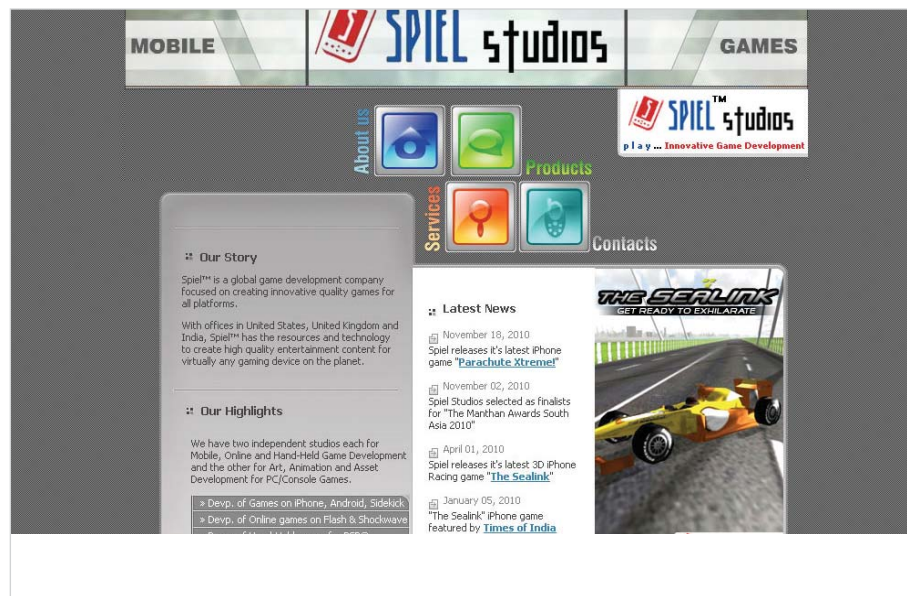 MOBILE
SPIEL studios
GAMES
SPIEL™ studios
play... Innovative Game Development
About us
Products
Services
Contacts
Our Story
Spiel™ is a global game development company
focused on creating innovative quality games for
all platforms.
With offices in United States, United Kingdom and
India, Spiel™ has the resources and technology
to create high quality entertainment content for
virtually any gaming device on the planet.
Our Highlights
We have two independent studios each for
Mobile, Online and Hand-Held Game Development
and the other for Art, Animation and Asset
Development for PC/Console Games.
» Devp. of Games on iPhone, Android, Sidekick
» Devp. of Online games on Flash & Shockwave
Latest News
November 18, 2010
Spiel releases it's latest iPhone
game "Parachute Xtreme!"
November 02, 2010
Spiel Studios selected as finalists
for "The Manthan Awards South
Asia 2010"
April 01, 2010
Spiel releases it's latest 3D iPhone
Racing game "The Sealink"
January 05, 2010
"The Sealink" iPhone game
featured by Times of India
THE SEALINK
GET READY TO EXHILARATE